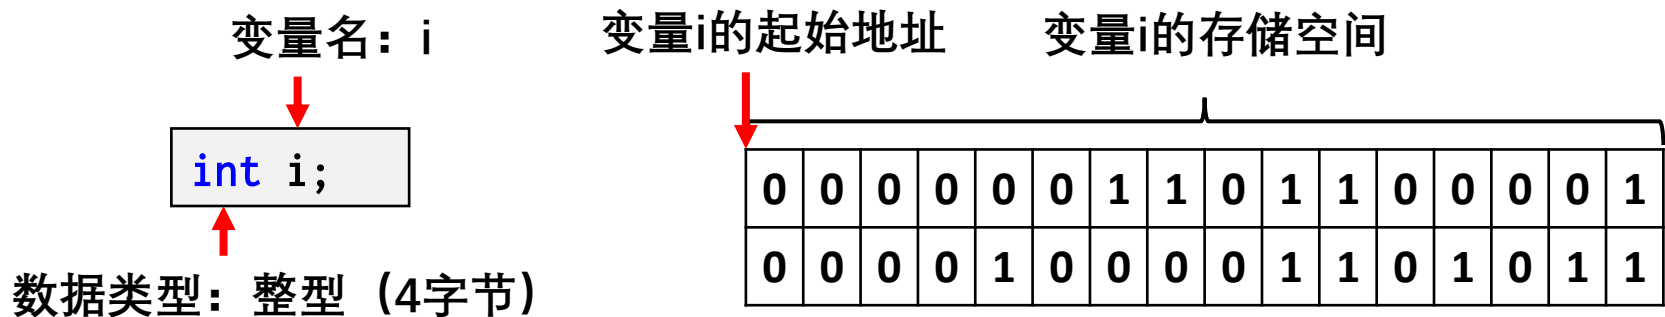 变量名：i
变量i的起始地址
变量i的存储空间
int i;
0 0 0 0 0 0 1 1 0 1 1 0 0 0 0 1
0 0 0 0 1 0 0 0 0 1 1 0 1 0 1 1
数据类型：整型（4字节）